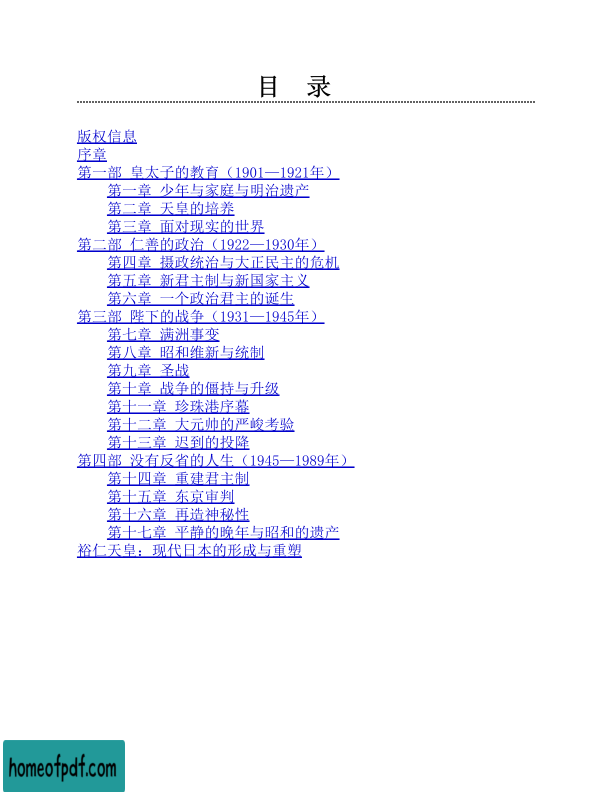 目 录
版权信息
序章
第一部 皇太子的教育（1901—1921年）
第一章 少年与家庭与明治遗产
第二章 天皇的培养
第三章 面对现实的世界
第二部 仁善的政治（1922—1930年）
第四章 摄政统治与大正民主的危机
第五章 新君主制与新国家主义
第六章 一个政治君主的诞生
第三部 陛下的战争（1931—1945年）
第七章 满洲事变
第八章 昭和维新与统制
第九章 圣战
第十章 战争的僵持与升级
第十一章 珍珠港序幕
第十二章 大元帅的严峻考验
第十三章 迟到的投降
第四部 没有反省的人生（1945—1989年）
第十四章 重建君主制
第十五章 东京审判
第十六章 再造神秘性
第十七章 平静的晚年与昭和的遗产
裕仁天皇：现代日本的形成与重塑
homeofpdf.com